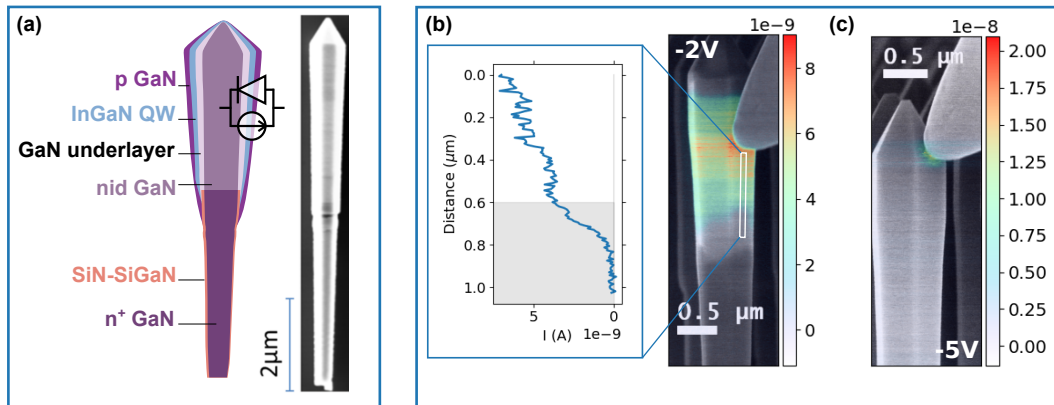 (a)
p GaN
InGaN QW
GaN underlayer
nid GaN
SiN-SiGaN
n⁺ GaN
2μm
(b)
0.0
0.2
0.4
0.6
0.8
1.0
Distance (μm)
5
0
I (A)
1e−9
-2V
0.5 μm
1e−9
8
6
4
2
0
(c)
0.5 μm
-5V
1e−8
2.00
1.75
1.50
1.25
1.00
0.75
0.50
0.25
0.00